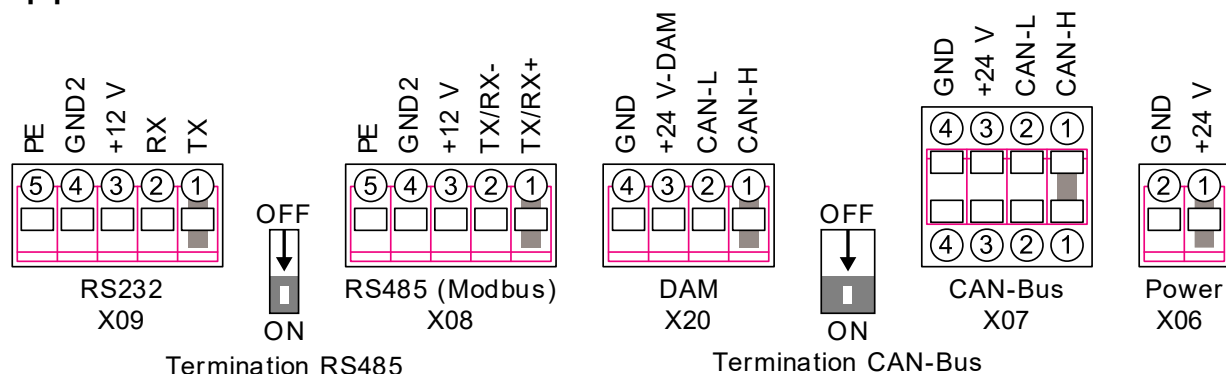 PE
GND2
+12 V
RX
TX
5 4 3 2 1
RS232
X09
OFF
ON
Termination RS485
PE
GND2
+12 V
TX/RX-
TX/RX+
5 4 3 2 1
RS485 (Modbus)
X08
GND
+24 V-DAM
CAN-L
CAN-H
4 3 2 1
DAM
X20
OFF
ON
Termination CAN-Bus
GND
+24 V
CAN-L
CAN-H
4 3 2 1
4 3 2 1
CAN-Bus
X07
GND
+24 V
2 1
Power
X06